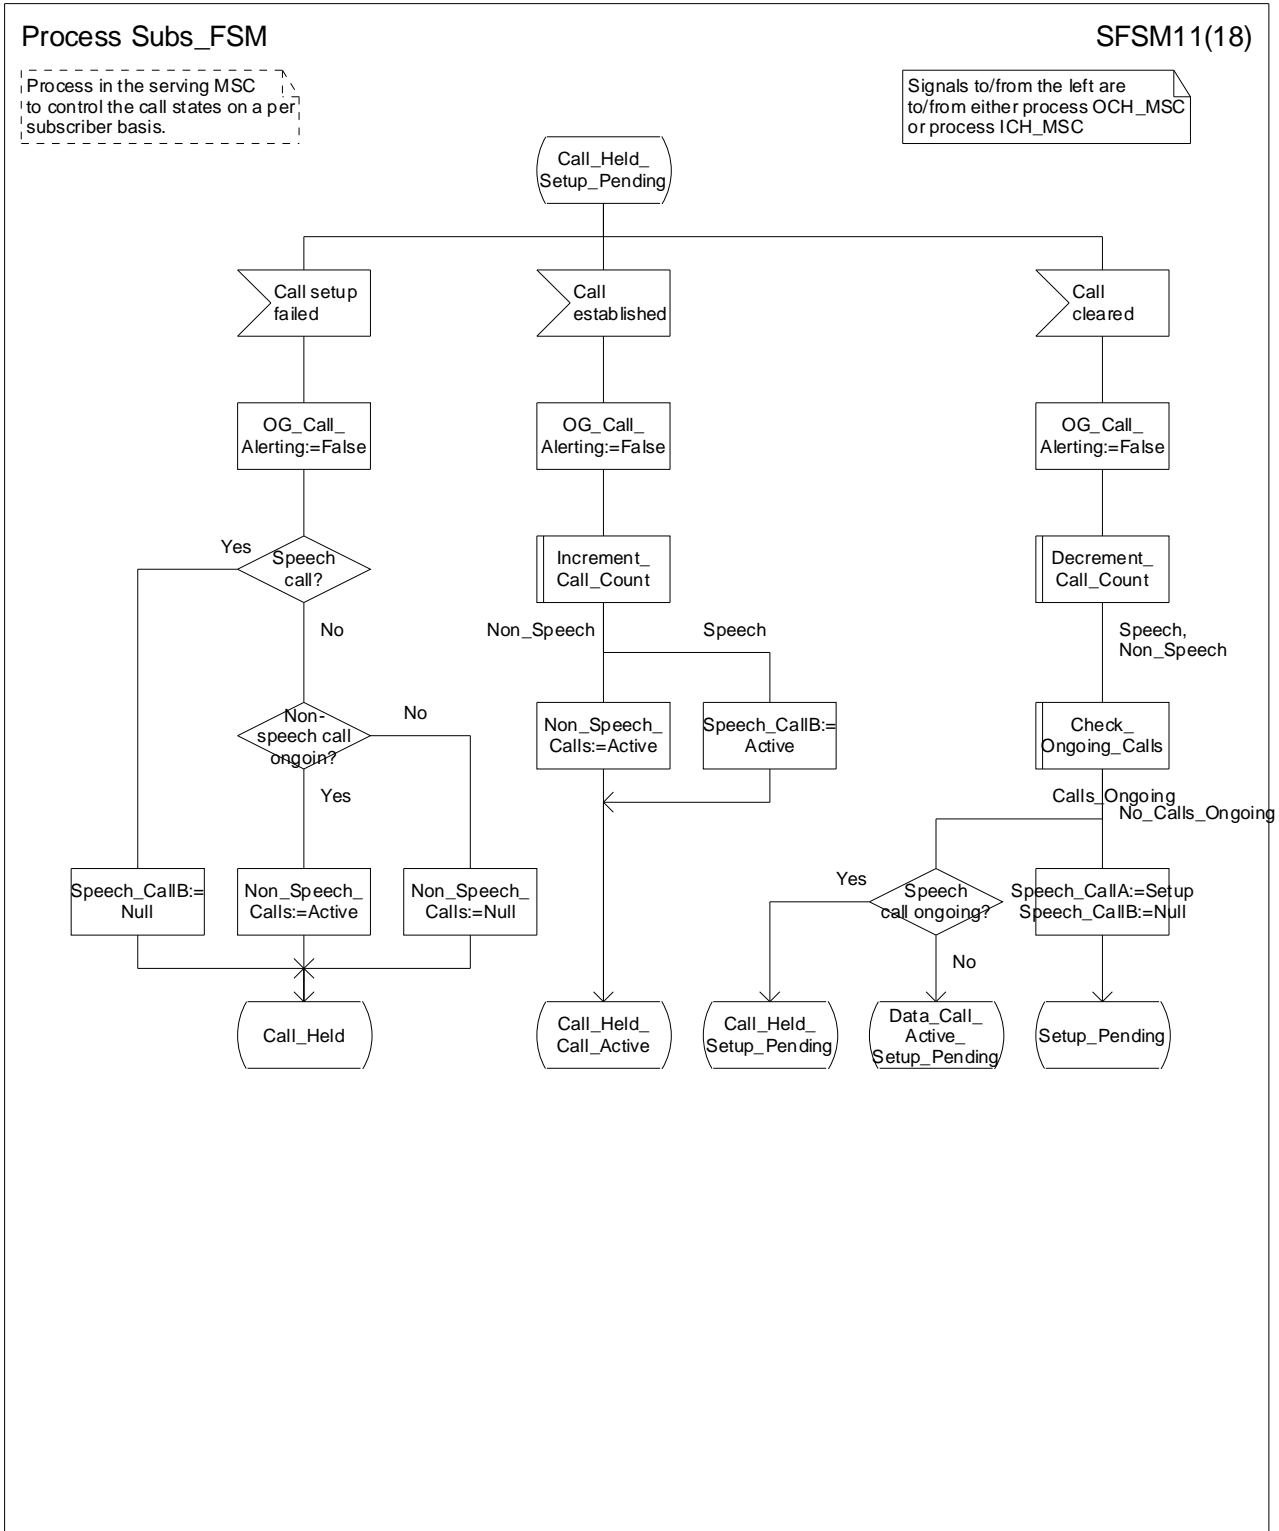 Process Subs_FSM
SFSM11(18)
Process in the serving MSC
to control the call states on a per
subscriber basis.
Signals to/from the left are
to/from either process OCH_MSC
or process ICH_MSC
Call_Held_
Setup_Pending
Call setup
failed
Call
established
Call
cleared
OG_Call_
Alerting:=False
OG_Call_
Alerting:=False
OG_Call_
Alerting:=False
Yes
Speech
call?
No
Increment_
Call_Count
Decrement_
Call_Count
Non_Speech
Speech
Speech,
Non_Speech
Non-
speech call
ongoin?
No
Yes
Non_Speech_
Calls:=Active
Speech_CallB:=
Active
Check_
Ongoing_Calls
Calls_Ongoing
No_Calls_Ongoing
Speech_CallB:=
Null
Non_Speech_
Calls:=Active
Non_Speech_
Calls:=Null
Yes
Speech
call ongoing?
No
Speech_CallA:=Setup
Speech_CallB:=Null
Call_Held
Call_Held_
Call_Active
Call_Held_
Setup_Pending
Data_Call_
Active_
Setup_Pending
Setup_Pending